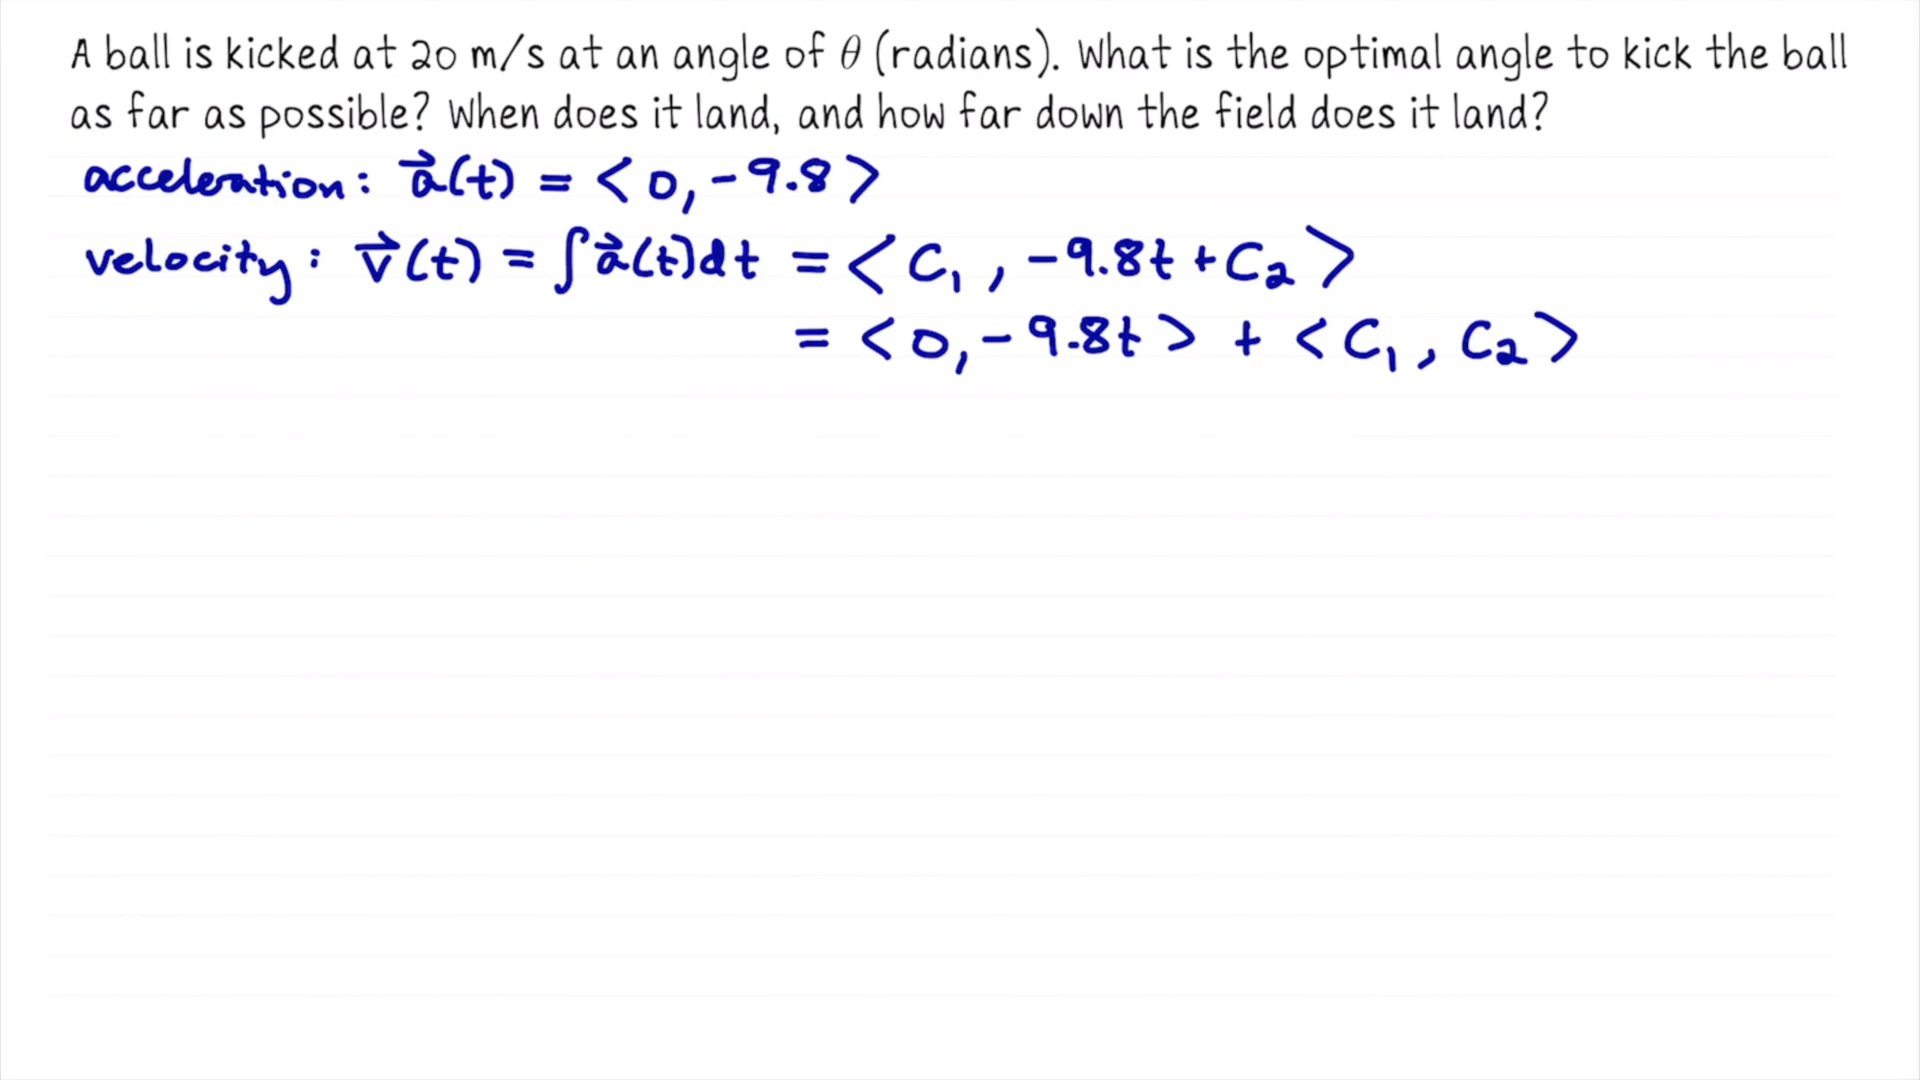 A ball is kicked at 20 m/s at an angle of θ (radians). What is the optimal angle to kick the ball
as far as possible? When does it land, and how far down the field does it land?
acceleration: a⃗(t) = <0, -9.8>
velocity: v⃗(t) = ∫a⃗(t)dt = <C₁, -9.8t + C₂>
= <0, -9.8t> + <C₁, C₂>